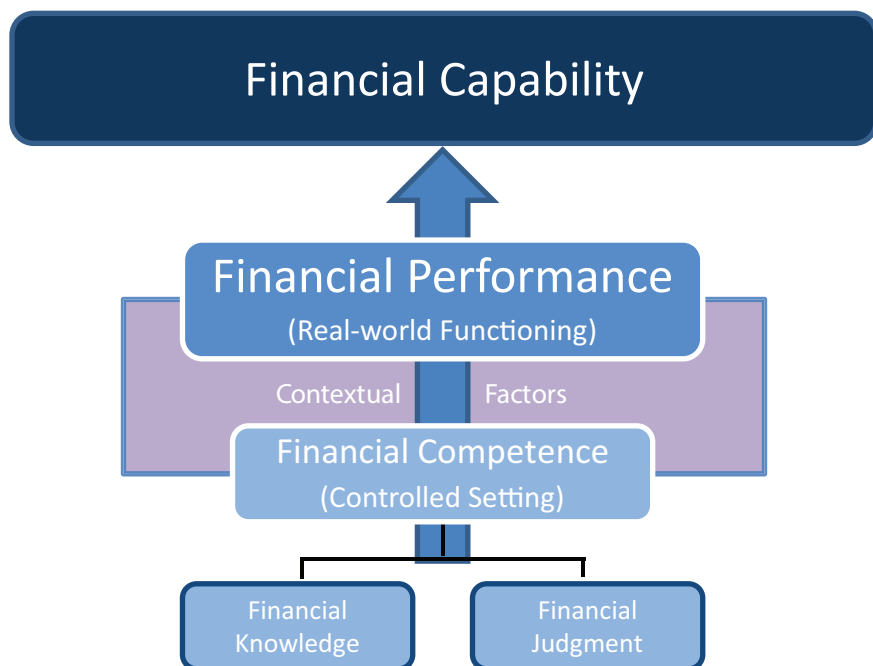 Financial Capability
Financial Performance
(Real-world Functioning)
Contextual Factors
Financial Competence
(Controlled Setting)
Financial
Knowledge
Financial
Judgment